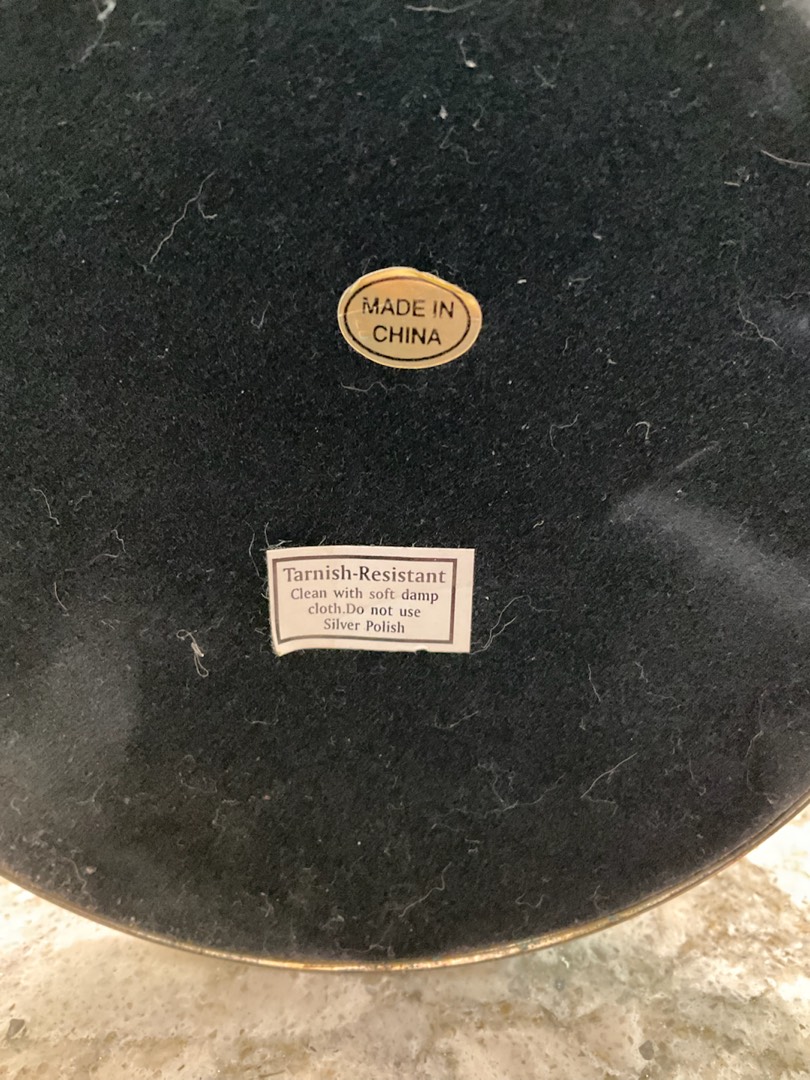 MADE IN
CHINA
Tarnish-Resistant
Clean with soft damp
cloth.Do not use
Silver Polish